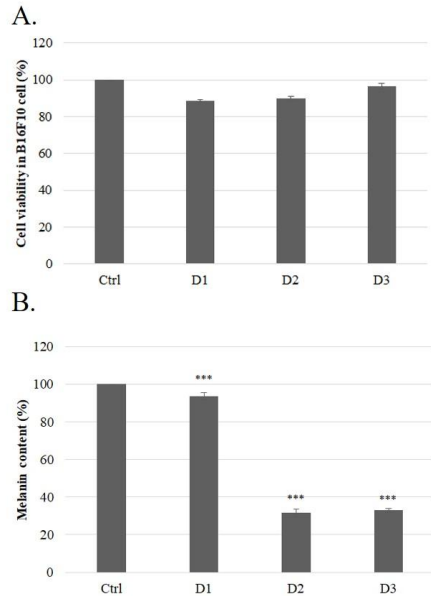 A.
Cell viability in B16F10 cell (%)
120
100
80
60
40
20
0
Ctrl D1 D2 D3
B.
Melanin content (%)
120
100
80
60
40
20
0
***
*** ***
Ctrl D1 D2 D3